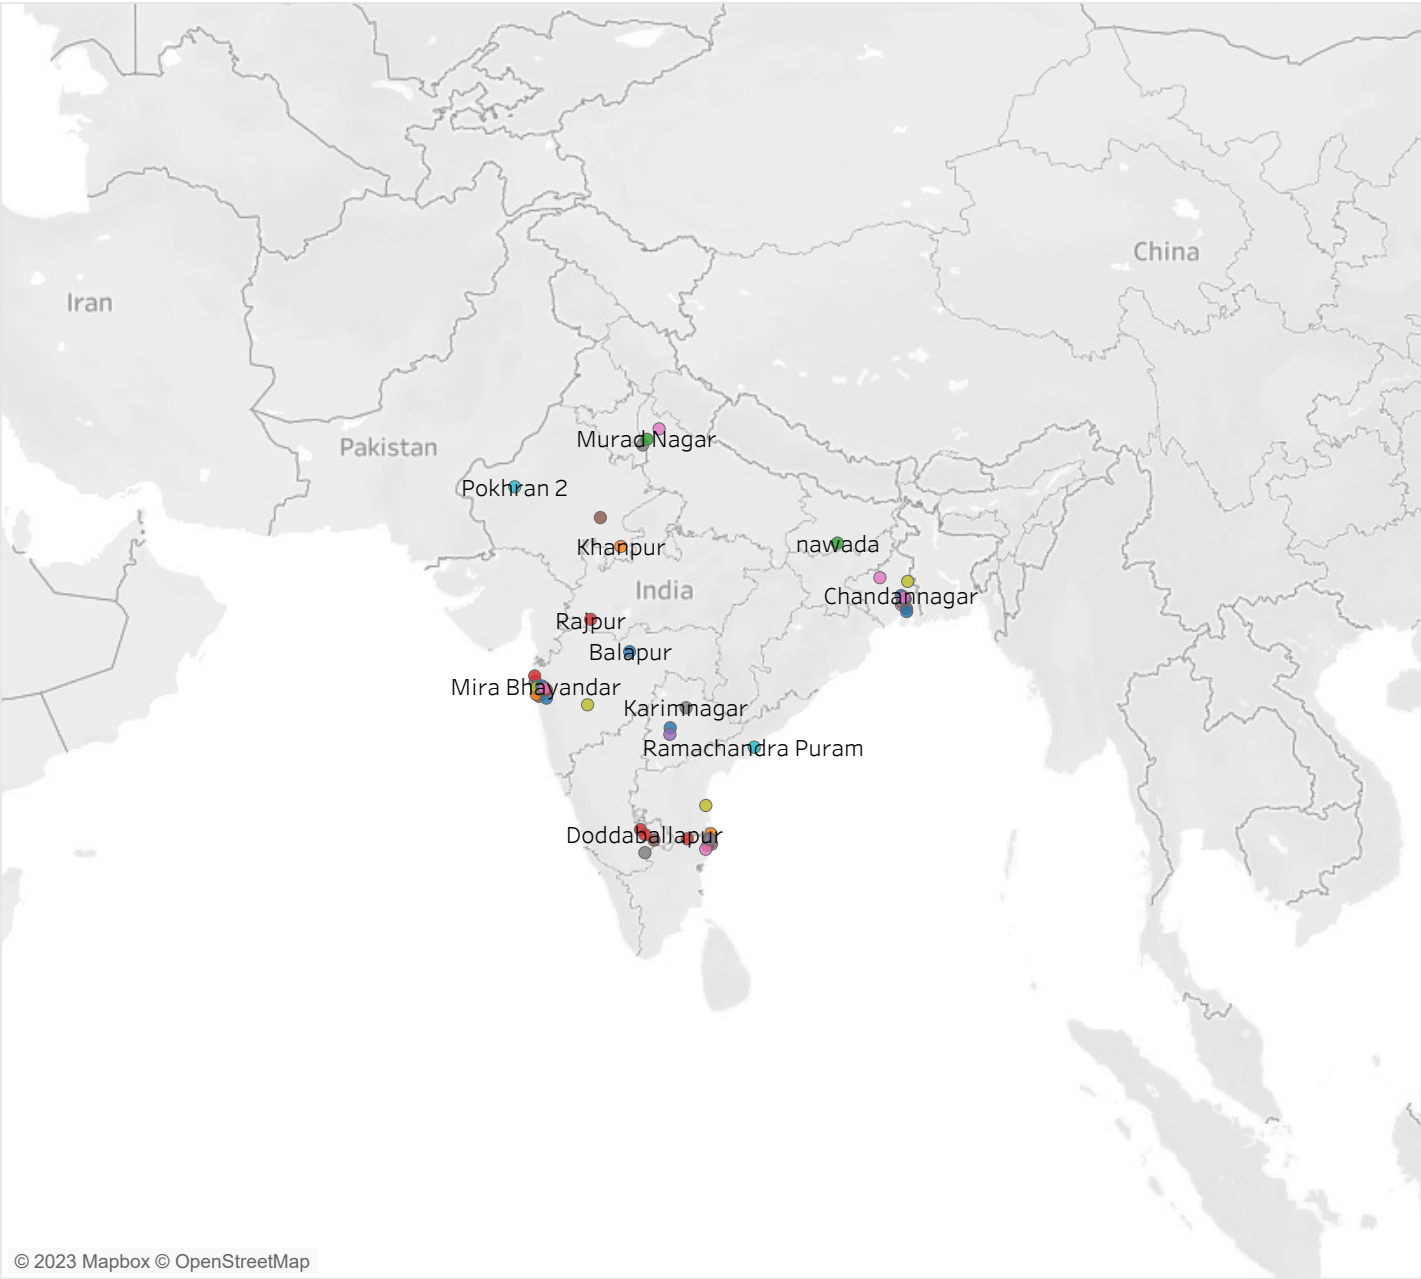 China
Iran
Murad Nagar
Pakistan
Pokhran 2
nawada
Khanpur
India
Chandannagar
Rajpur
Balapur
Mira Bhayandar
Karimnagar
Ramachandra Puram
Doddaballapur
© 2023 Mapbox © OpenStreetMap